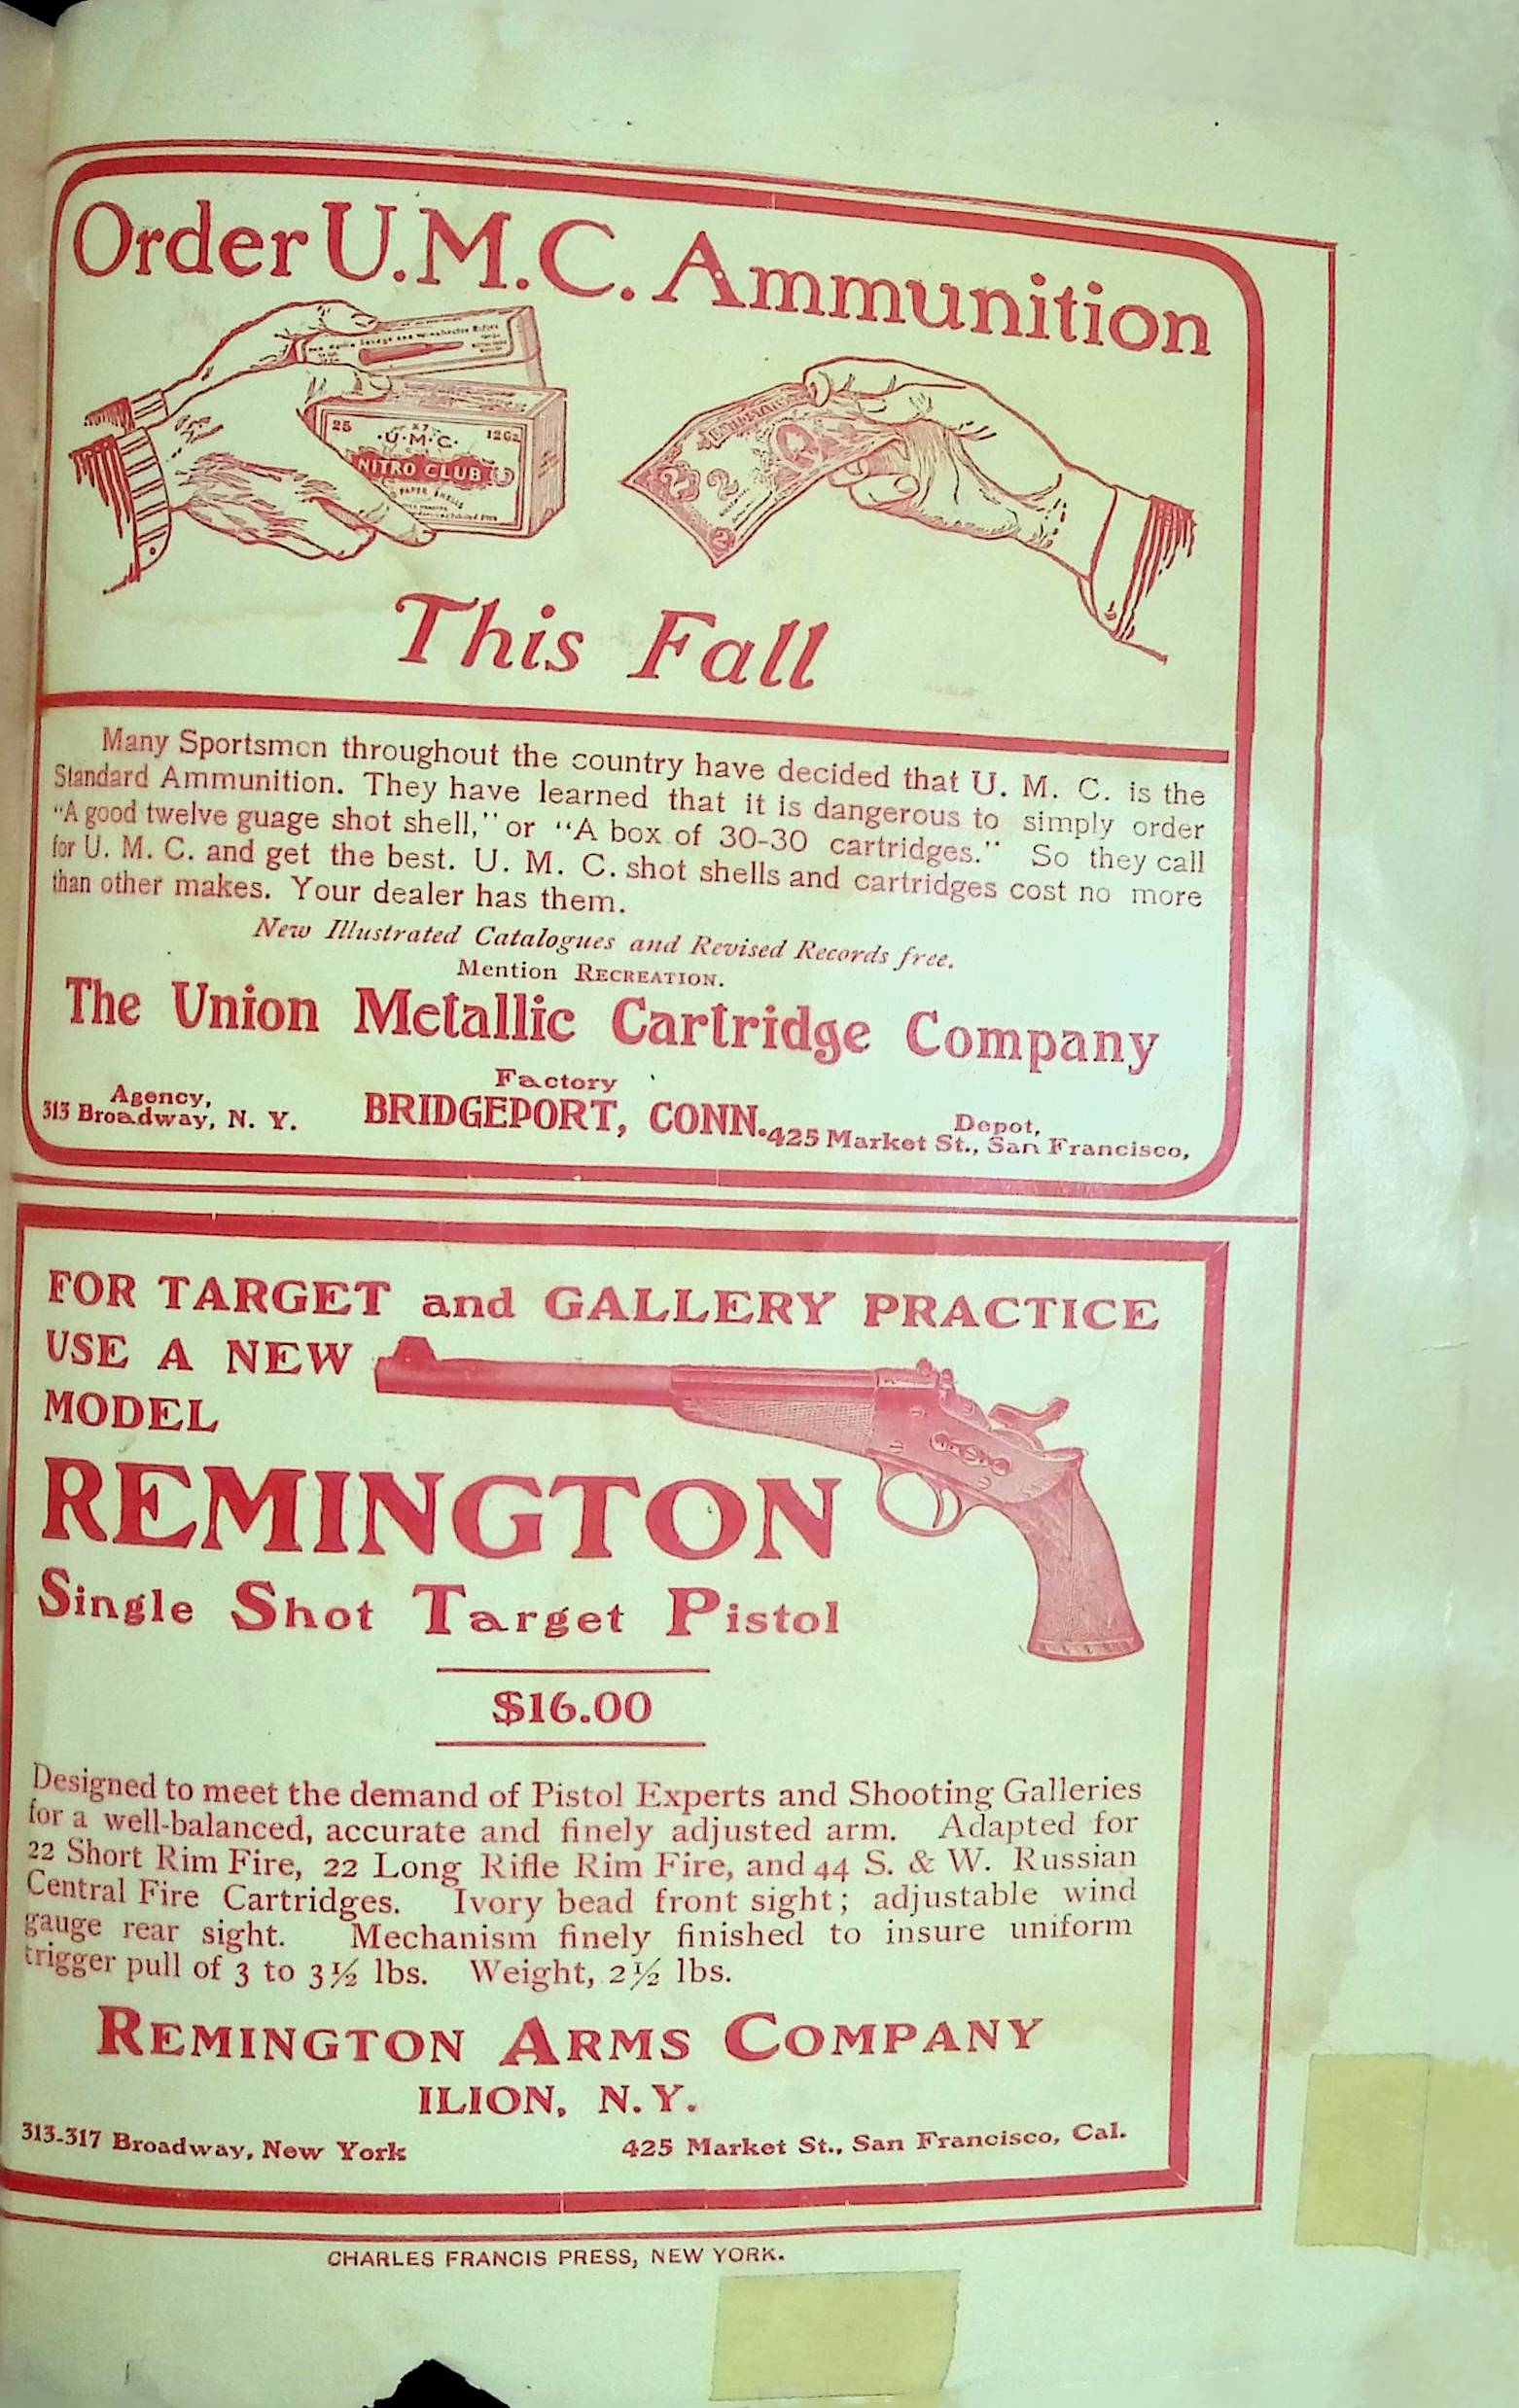 Order U.M.C. Ammunition
25
U·M·C·
NITRO CLUB
PAPER SHELLS
2
2
2
This Fall
Many Sportsmen throughout the country have decided that U. M. C. is the
Standard Ammunition. They have learned that it is dangerous to simply order
"A good twelve guage shot shell," or "A box of 30-30 cartridges." So they call
for U. M. C. and get the best. U. M. C. shot shells and cartridges cost no more
than other makes. Your dealer has them.
New Illustrated Catalogues and Revised Records free.
Mention RECREATION.
The Union Metallic Cartridge Company
Agency,
313 Broadway, N. Y.
Factory
BRIDGEPORT, CONN.
Depot,
425 Market St., San Francisco,
FOR TARGET and GALLERY PRACTICE
USE A NEW
MODEL
REMINGTON
Single Shot Target Pistol
$16.00
Designed to meet the demand of Pistol Experts and Shooting Galleries
for a well-balanced, accurate and finely adjusted arm. Adapted for
22 Short Rim Fire, 22 Long Rifle Rim Fire, and 44 S. & W. Russian
Central Fire Cartridges. Ivory bead front sight; adjustable wind
gauge rear sight. Mechanism finely finished to insure uniform
trigger pull of 3 to 3½ lbs. Weight, 2½ lbs.
REMINGTON ARMS COMPANY
ILION, N.Y.
313-317 Broadway, New York
425 Market St., San Francisco, Cal.
CHARLES FRANCIS PRESS, NEW YORK.